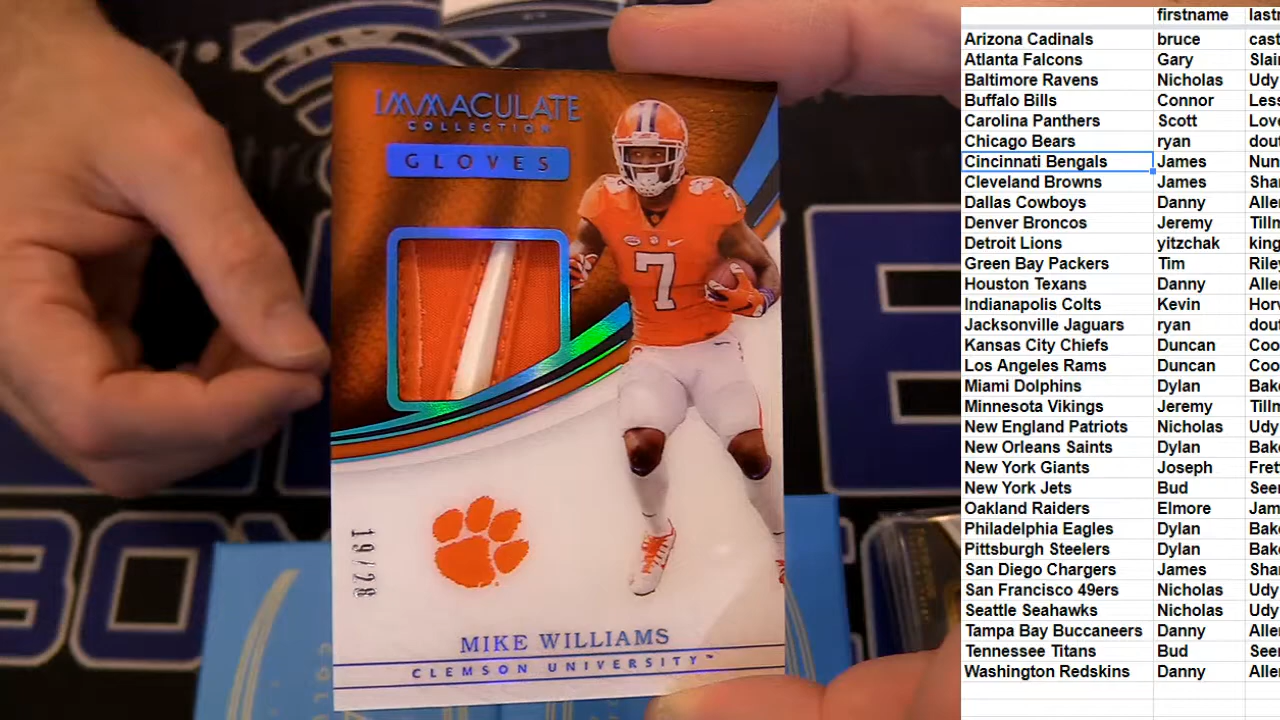 IMMACULATE
COLLECTION
GLOVES
7
7
19/28
MIKE WILLIAMS
CLEMSON UNIVERSITY™
firstname
Arizona Cadinals bruce
Atlanta Falcons Gary
Baltimore Ravens Nicholas Udy
Buffalo Bills Connor
Carolina Panthers Scott
Chicago Bears ryan
Cincinnati Bengals James
Cleveland Browns James
Dallas Cowboys Danny
Denver Broncos Jeremy
Detroit Lions yitzchak
Green Bay Packers Tim
Houston Texans Danny
Indianapolis Colts Kevin
Jacksonville Jaguars ryan
Kansas City Chiefs Duncan
Los Angeles Rams Duncan
Miami Dolphins Dylan
Minnesota Vikings Jeremy
New England Patriots Nicholas Udy
New Orleans Saints Dylan
New York Giants Joseph
New York Jets Bud
Oakland Raiders Elmore
Philadelphia Eagles Dylan
Pittsburgh Steelers Dylan
San Diego Chargers James
San Francisco 49ers Nicholas Udy
Seattle Seahawks Nicholas Udy
Tampa Bay Buccaneers Danny
Tennessee Titans Bud
Washington Redskins Danny